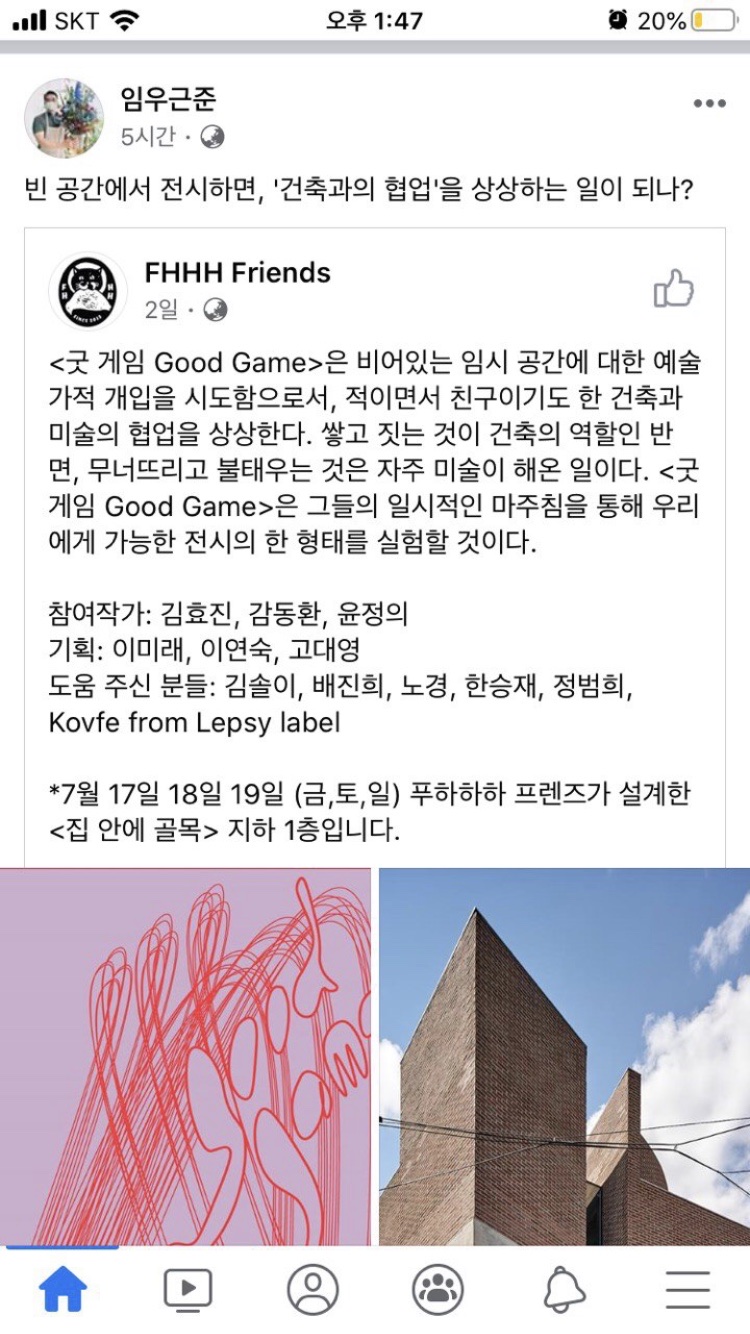 SKT 오후 1:47 20%
임우근준
5시간 ·
빈 공간에서 전시하면, '건축과의 협업'을 상상하는 일이 되나?
FHHH Friends
2일 ·
<굿 게임 Good Game>은 비어있는 임시 공간에 대한 예술
가적 개입을 시도함으로서, 적이면서 친구이기도 한 건축과
미술의 협업을 상상한다. 쌓고 짓는 것이 건축의 역할인 반
면, 무너뜨리고 불태우는 것은 자주 미술이 해온 일이다. <굿
게임 Good Game>은 그들의 일시적인 마주침을 통해 우리
에게 가능한 전시의 한 형태를 실험할 것이다.
참여작가: 김효진, 감동환, 윤정의
기획: 이미래, 이연숙, 고대영
도움 주신 분들: 김솔이, 배진희, 노경, 한승재, 정범희,
Kovfe from Lepsy label
*7월 17일 18일 19일 (금,토,일) 푸하하하 프렌즈가 설계한
<집 안에 골목> 지하 1층입니다.